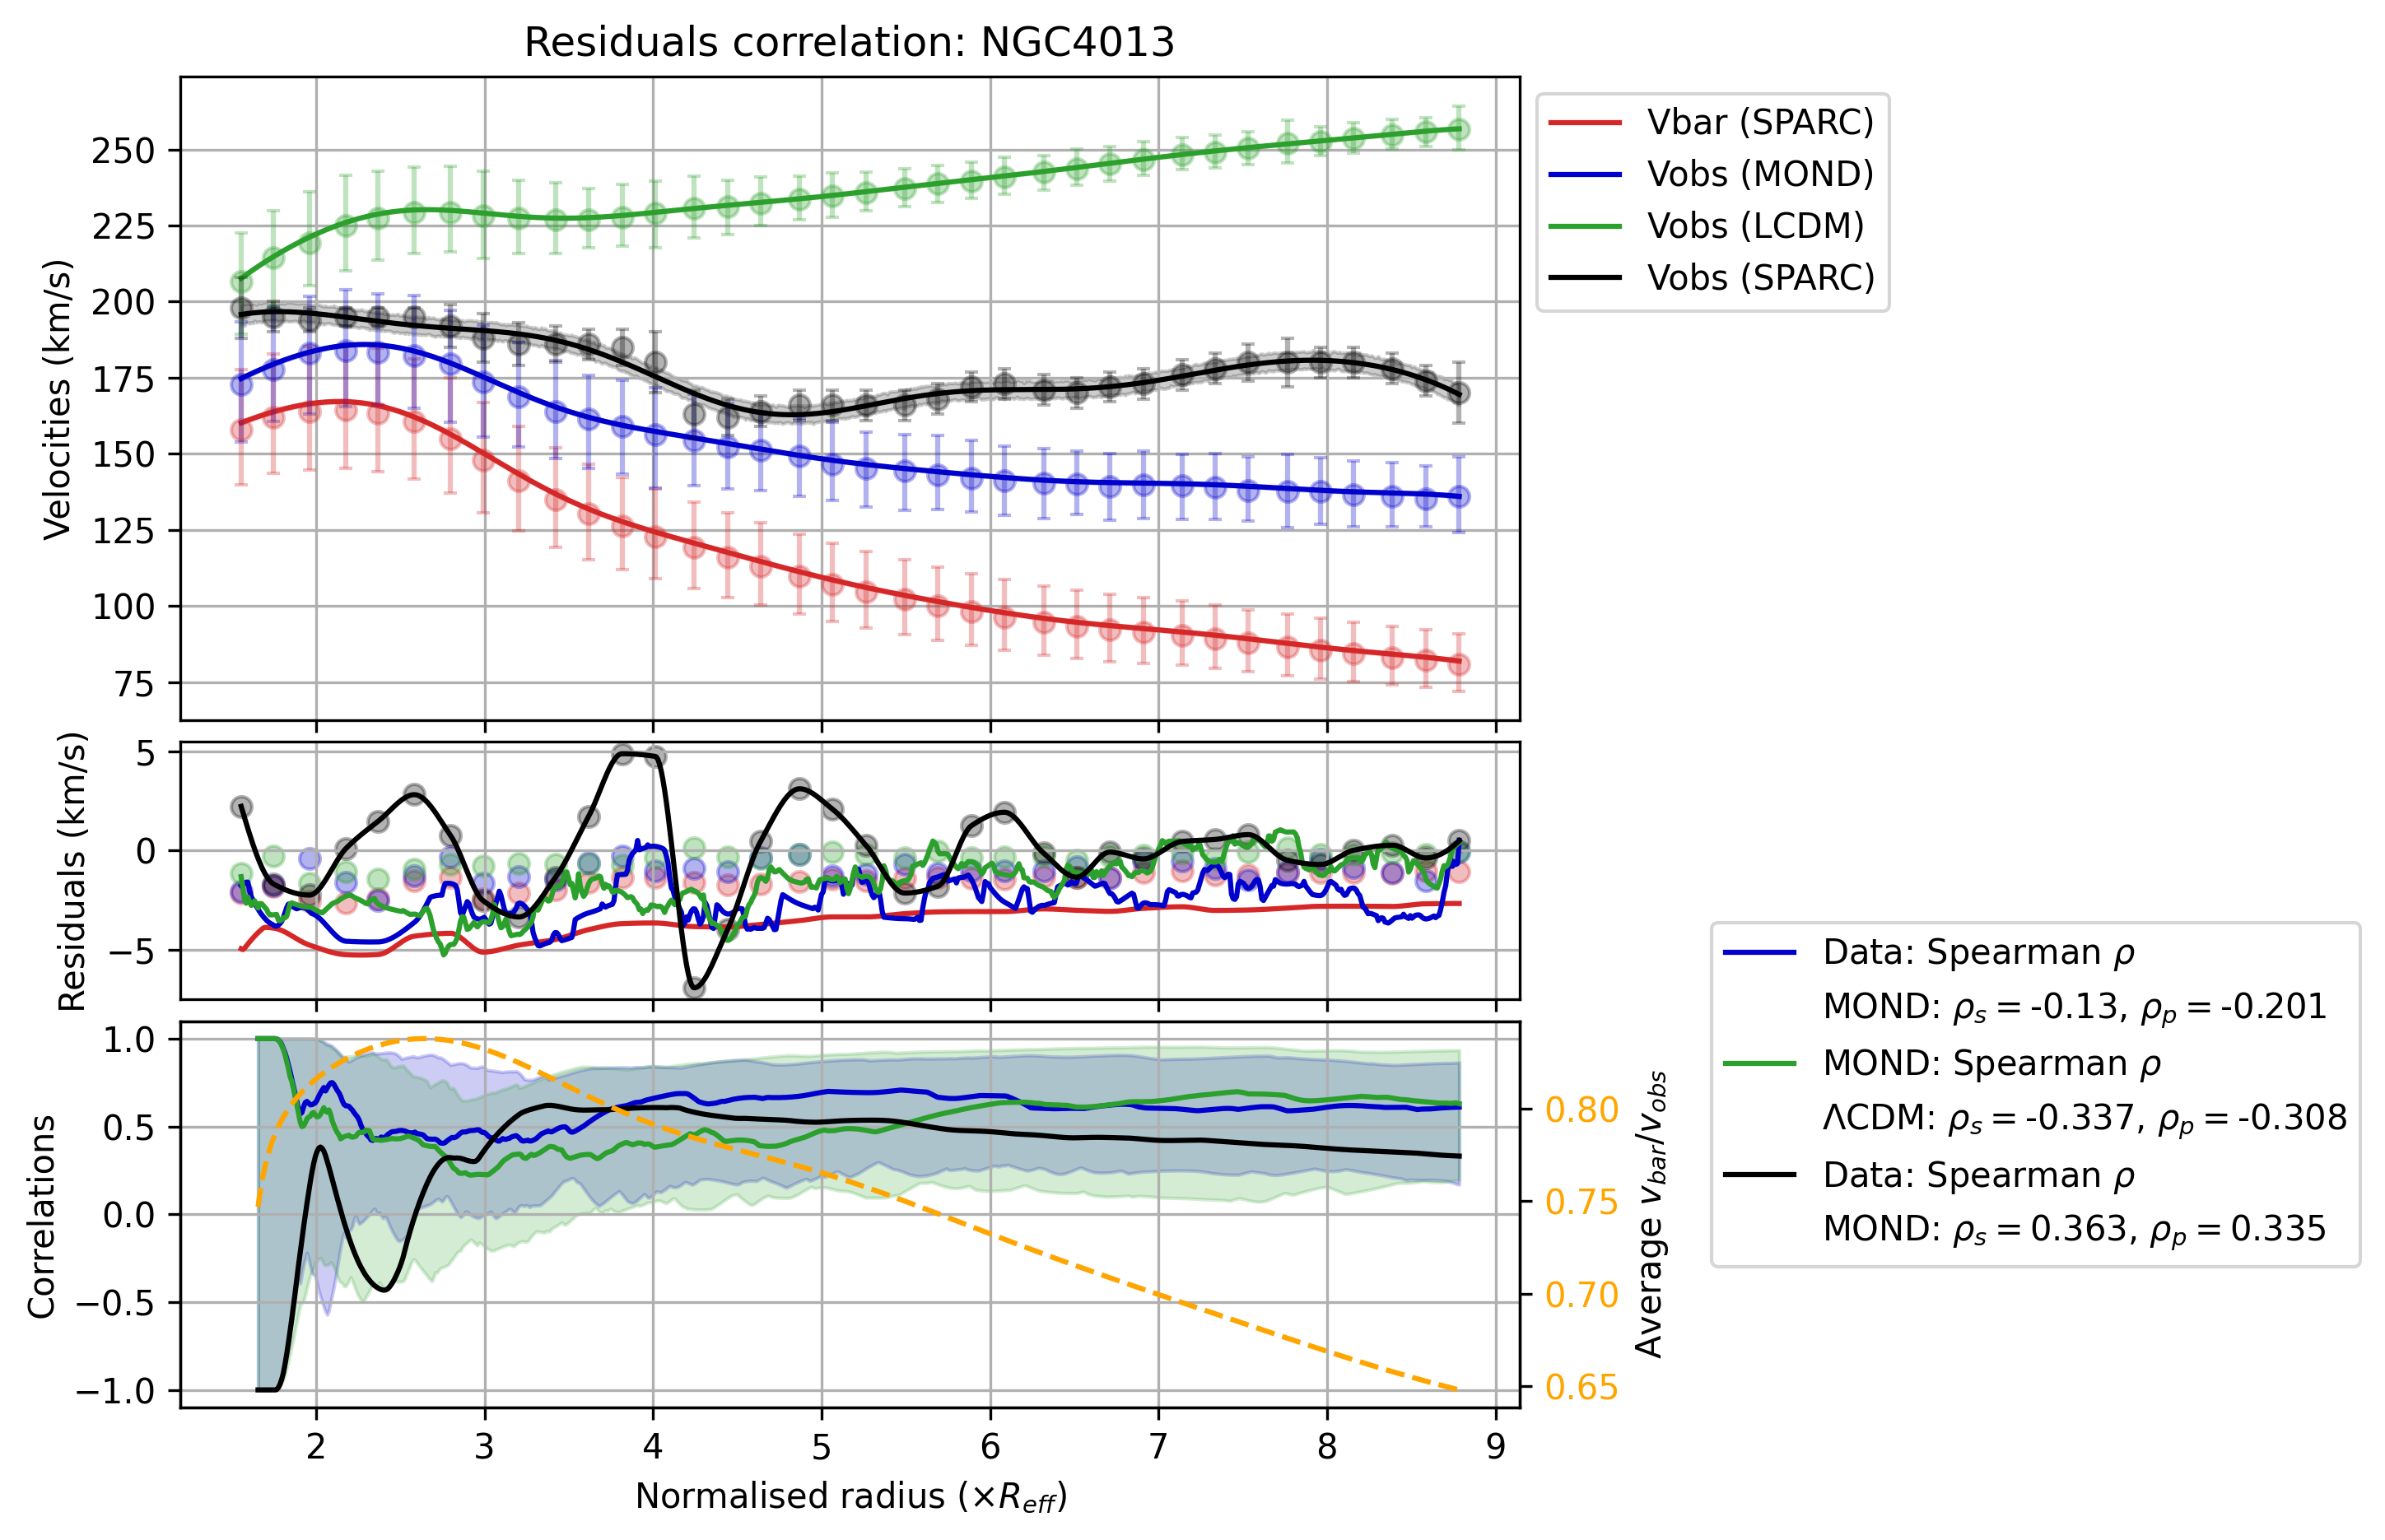 Residuals correlation: NGC4013
Velocities (km/s)
250
225
200
175
150
125
100
75
Vbar (SPARC)
Vobs (MOND)
Vobs (LCDM)
Vobs (SPARC)
Residuals (km/s)
5
0
−5
Correlations
1.0
0.5
0.0
−0.5
−1.0
0.80
0.75
0.70
0.65
Average v_bar/v_obs
2 3 4 5 6 7 8 9
Normalised radius (×R_eff)
Data: Spearman ρ
MOND: ρ_s = -0.13, ρ_p = -0.201
MOND: Spearman ρ
ΛCDM: ρ_s = -0.337, ρ_p = -0.308
Data: Spearman ρ
MOND: ρ_s = 0.363, ρ_p = 0.335